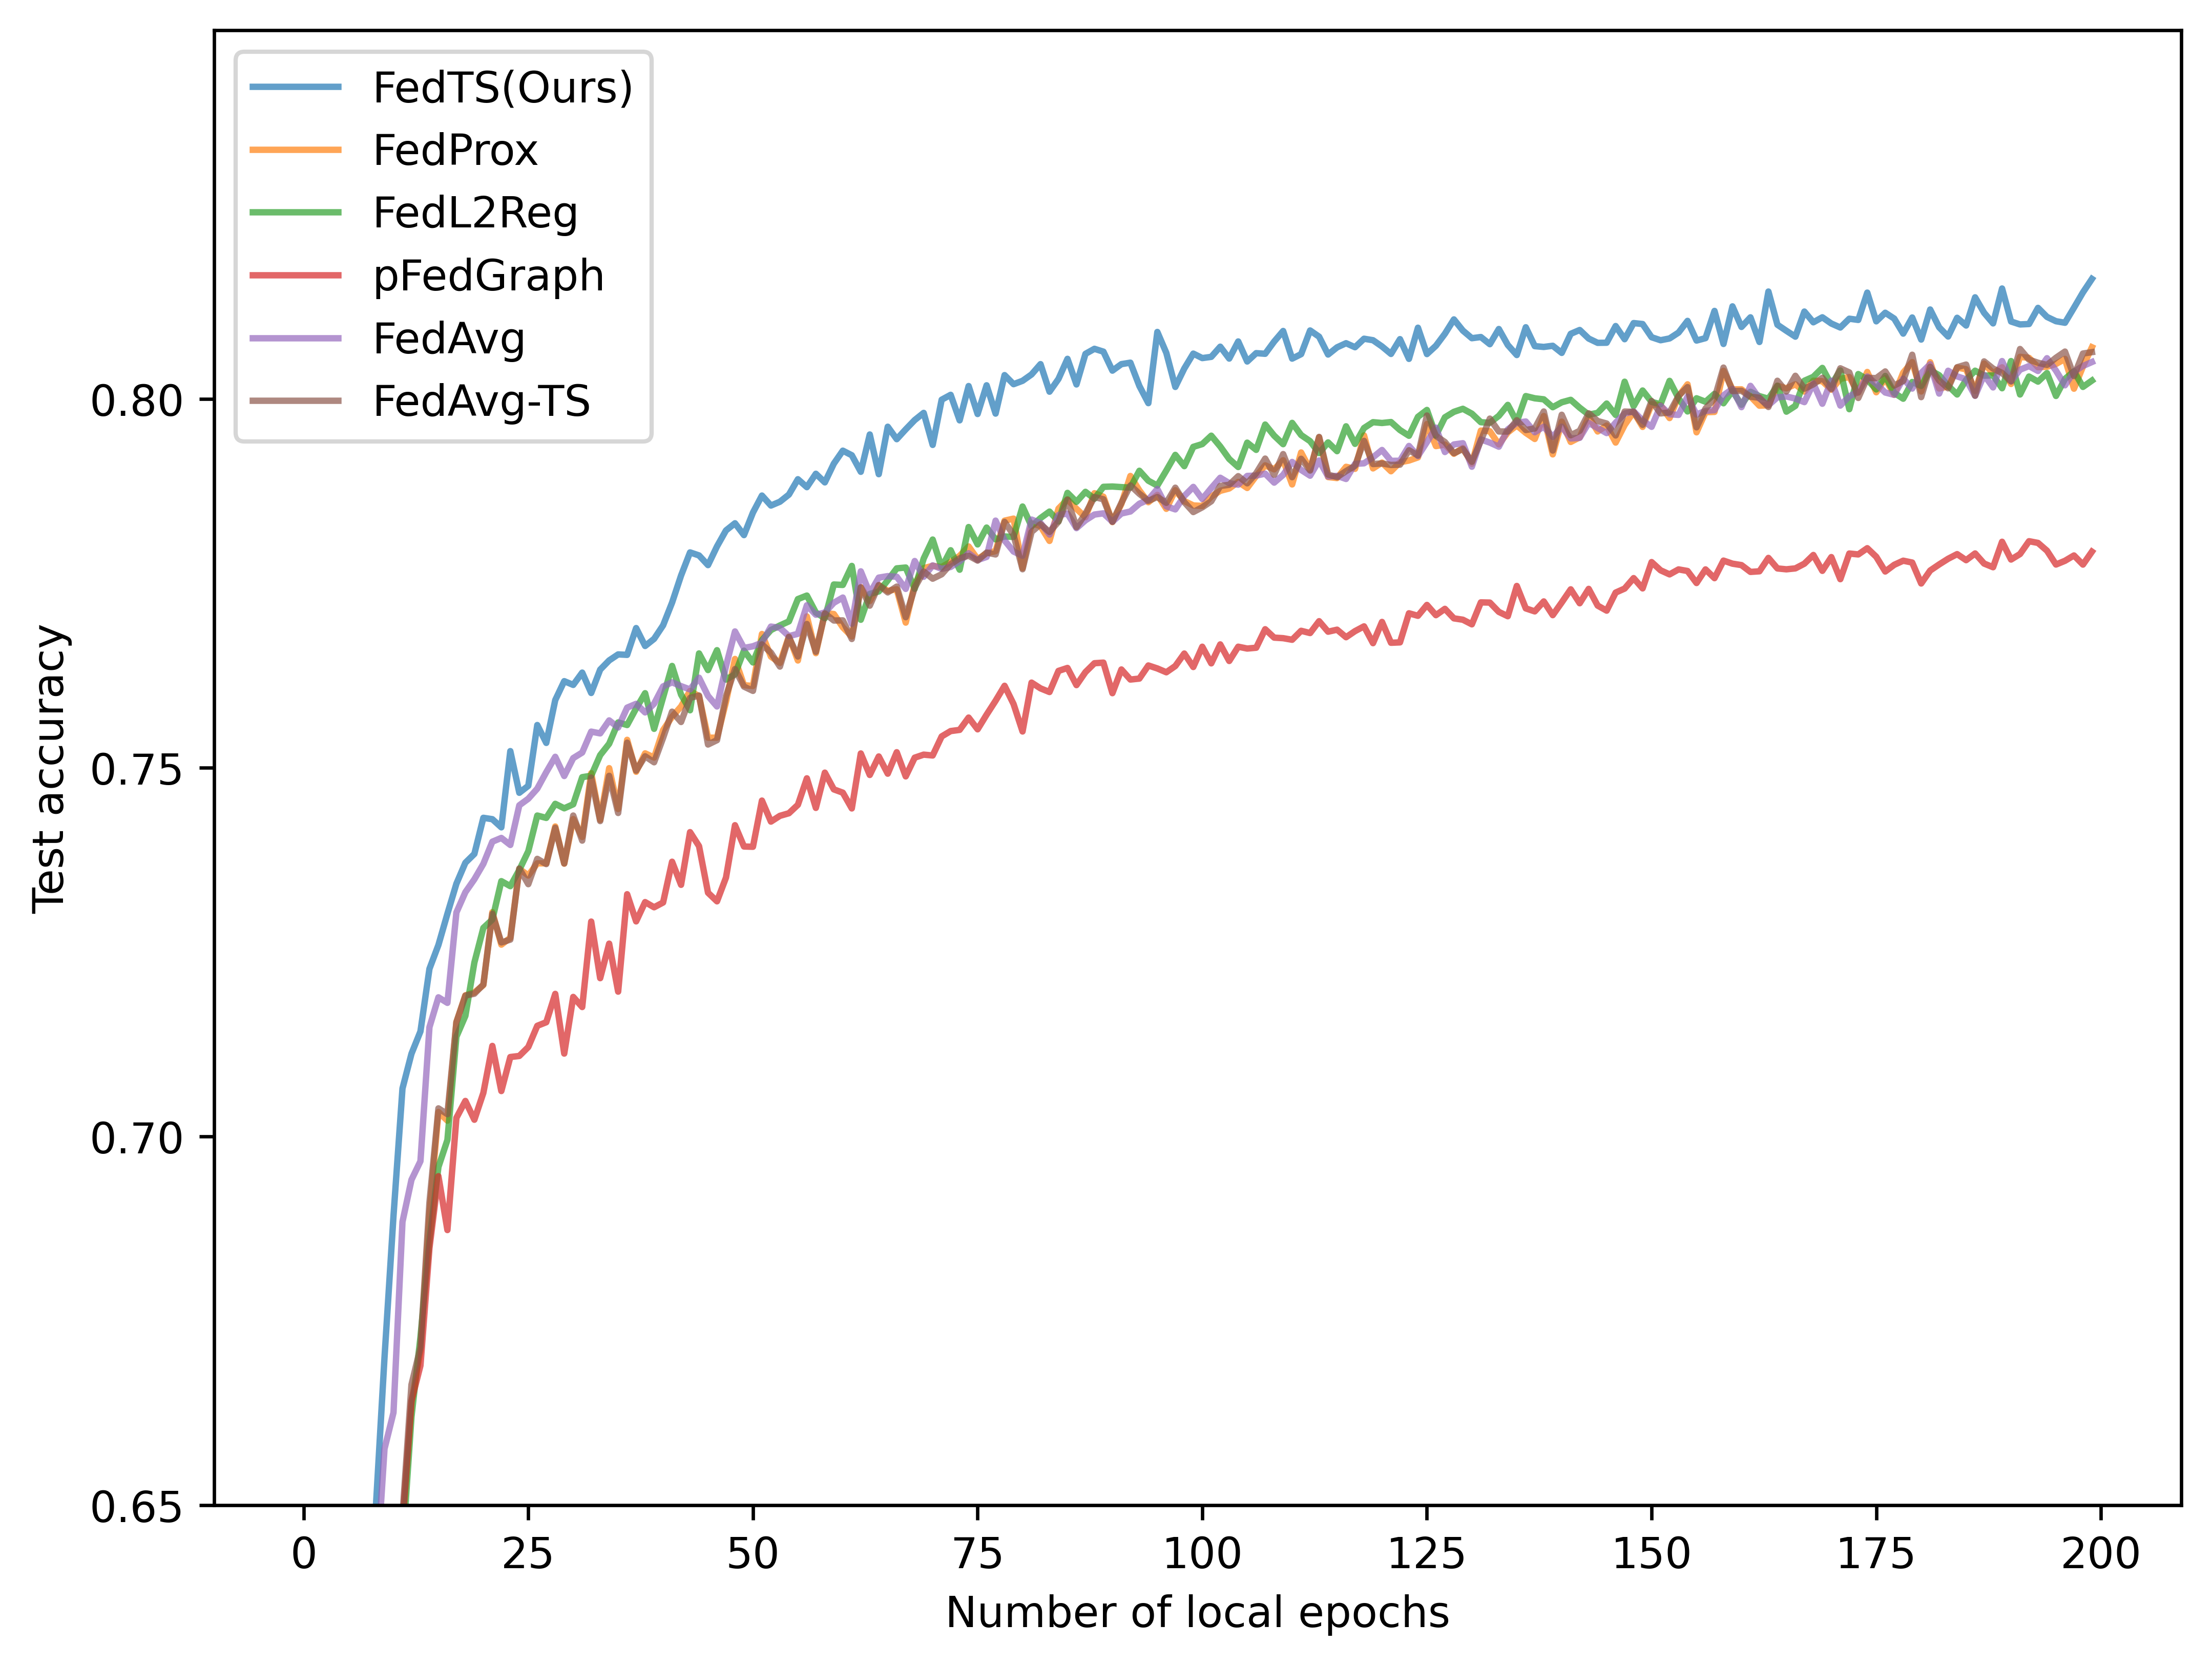 FedTS(Ours)
FedProx
FedL2Reg
pFedGraph
FedAvg
FedAvg-TS
Test accuracy
0.80
0.75
0.70
0.65
0
25
50
75
100
125
150
175
200
Number of local epochs